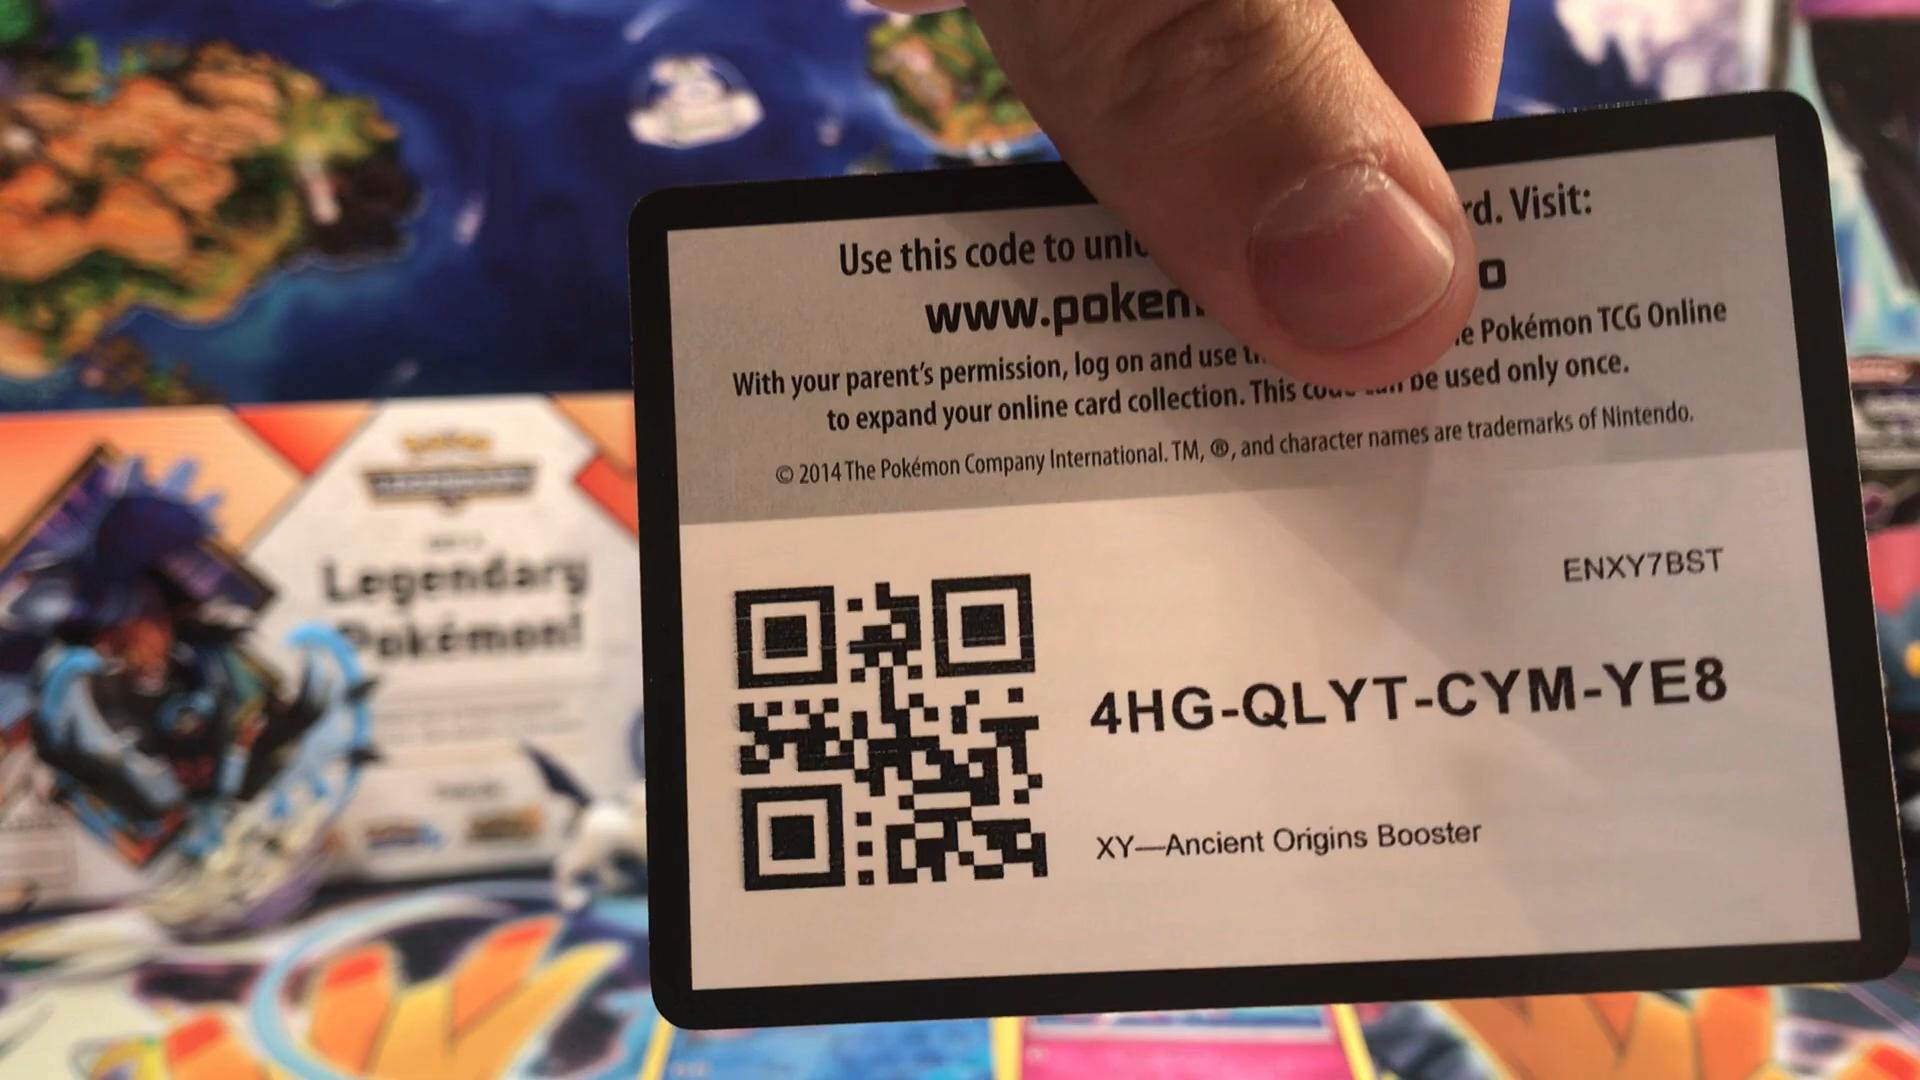 Use this code to unl rd. Visit:
www.pokem o
With your parent's permission, log on and use e Pokémon TCG Online
to expand your online card collection. This can be used only once.
© 2014 The Pokémon Company International. TM, ®, and character names are trademarks of Nintendo.
ENXY7BST
4HG-QLYT-CYM-YE8
XY—Ancient Origins Booster
Legendary
Pokémon!